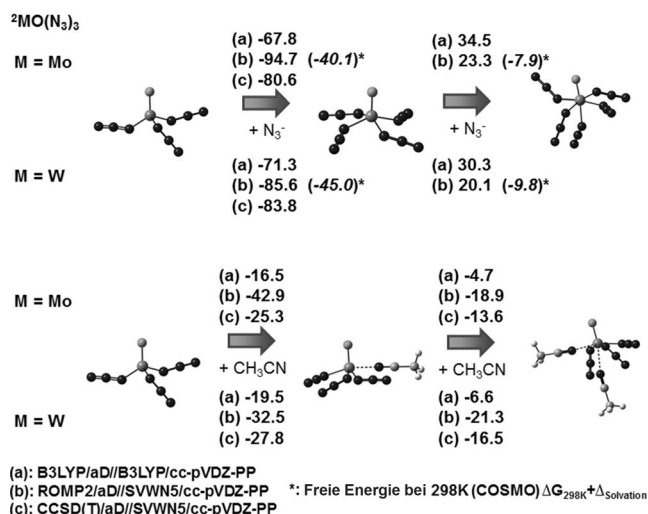 ²MO(N₃)₃
M = Mo
(a) -67.8
(b) -94.7 (-40.1)*
(c) -80.6
+ N₃⁻
(a) 34.5
(b) 23.3 (-7.9)*
+ N₃⁻
M = W
(a) -71.3
(b) -85.6 (-45.0)*
(c) -83.8
(a) 30.3
(b) 20.1 (-9.8)*
M = Mo
(a) -16.5
(b) -42.9
(c) -25.3
+ CH₃CN
(a) -4.7
(b) -18.9
(c) -13.6
+ CH₃CN
M = W
(a) -19.5
(b) -32.5
(c) -27.8
(a) -6.6
(b) -21.3
(c) -16.5
(a): B3LYP/aD//B3LYP/cc-pVDZ-PP
(b): ROMP2/aD//SVWN5/cc-pVDZ-PP
(c): CCSD(T)/aD//SVWN5/cc-pVDZ-PP
*: Freie Energie bei 298K (COSMO) ΔG₂₉₈K+Δ_Solvation